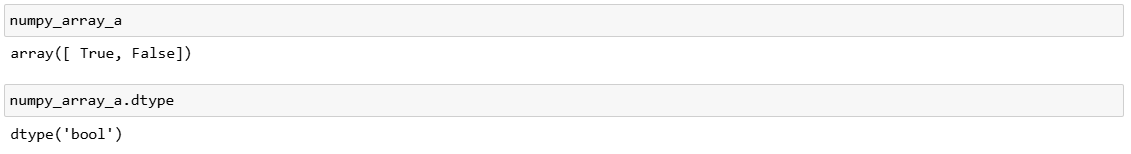 numpy_array_a
array([ True, False])
numpy_array_a.dtype
dtype('bool')